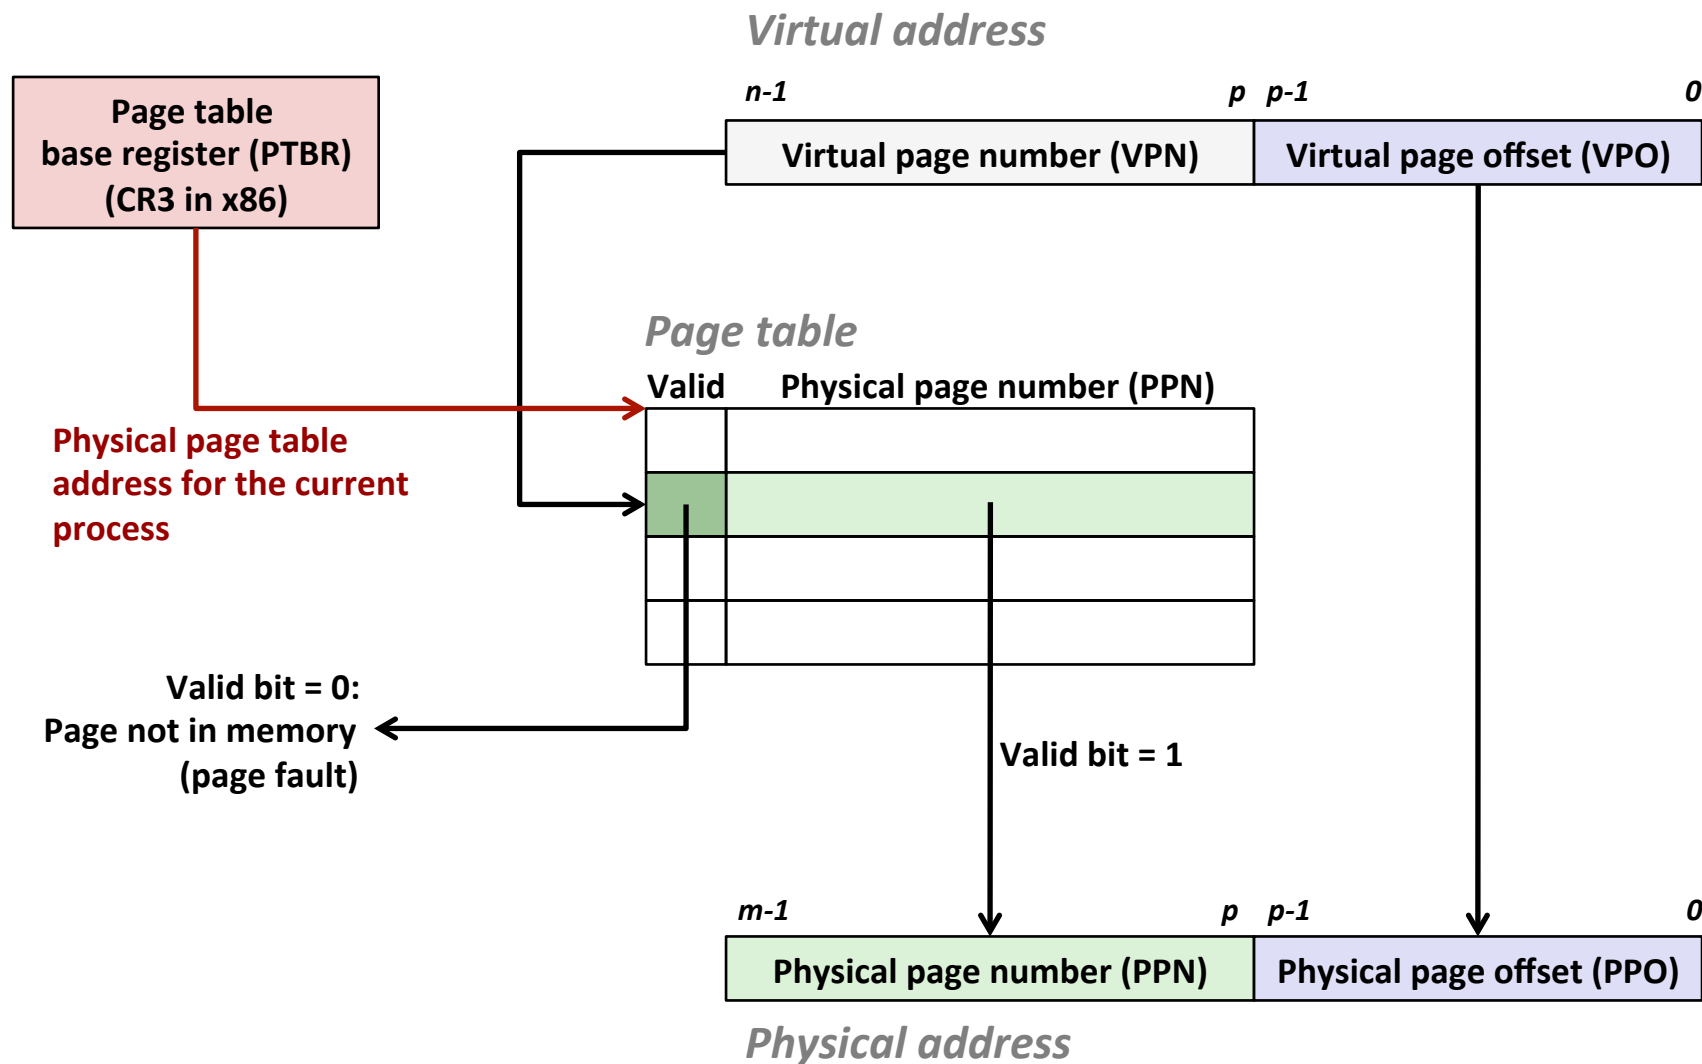 Virtual address
Page table
base register (PTBR)
(CR3 in x86)
n-1 p p-1 0
Virtual page number (VPN) Virtual page offset (VPO)
Page table
Valid Physical page number (PPN)
Physical page table
address for the current
process
Valid bit = 0:
Page not in memory
(page fault)
Valid bit = 1
m-1 p p-1 0
Physical page number (PPN) Physical page offset (PPO)
Physical address